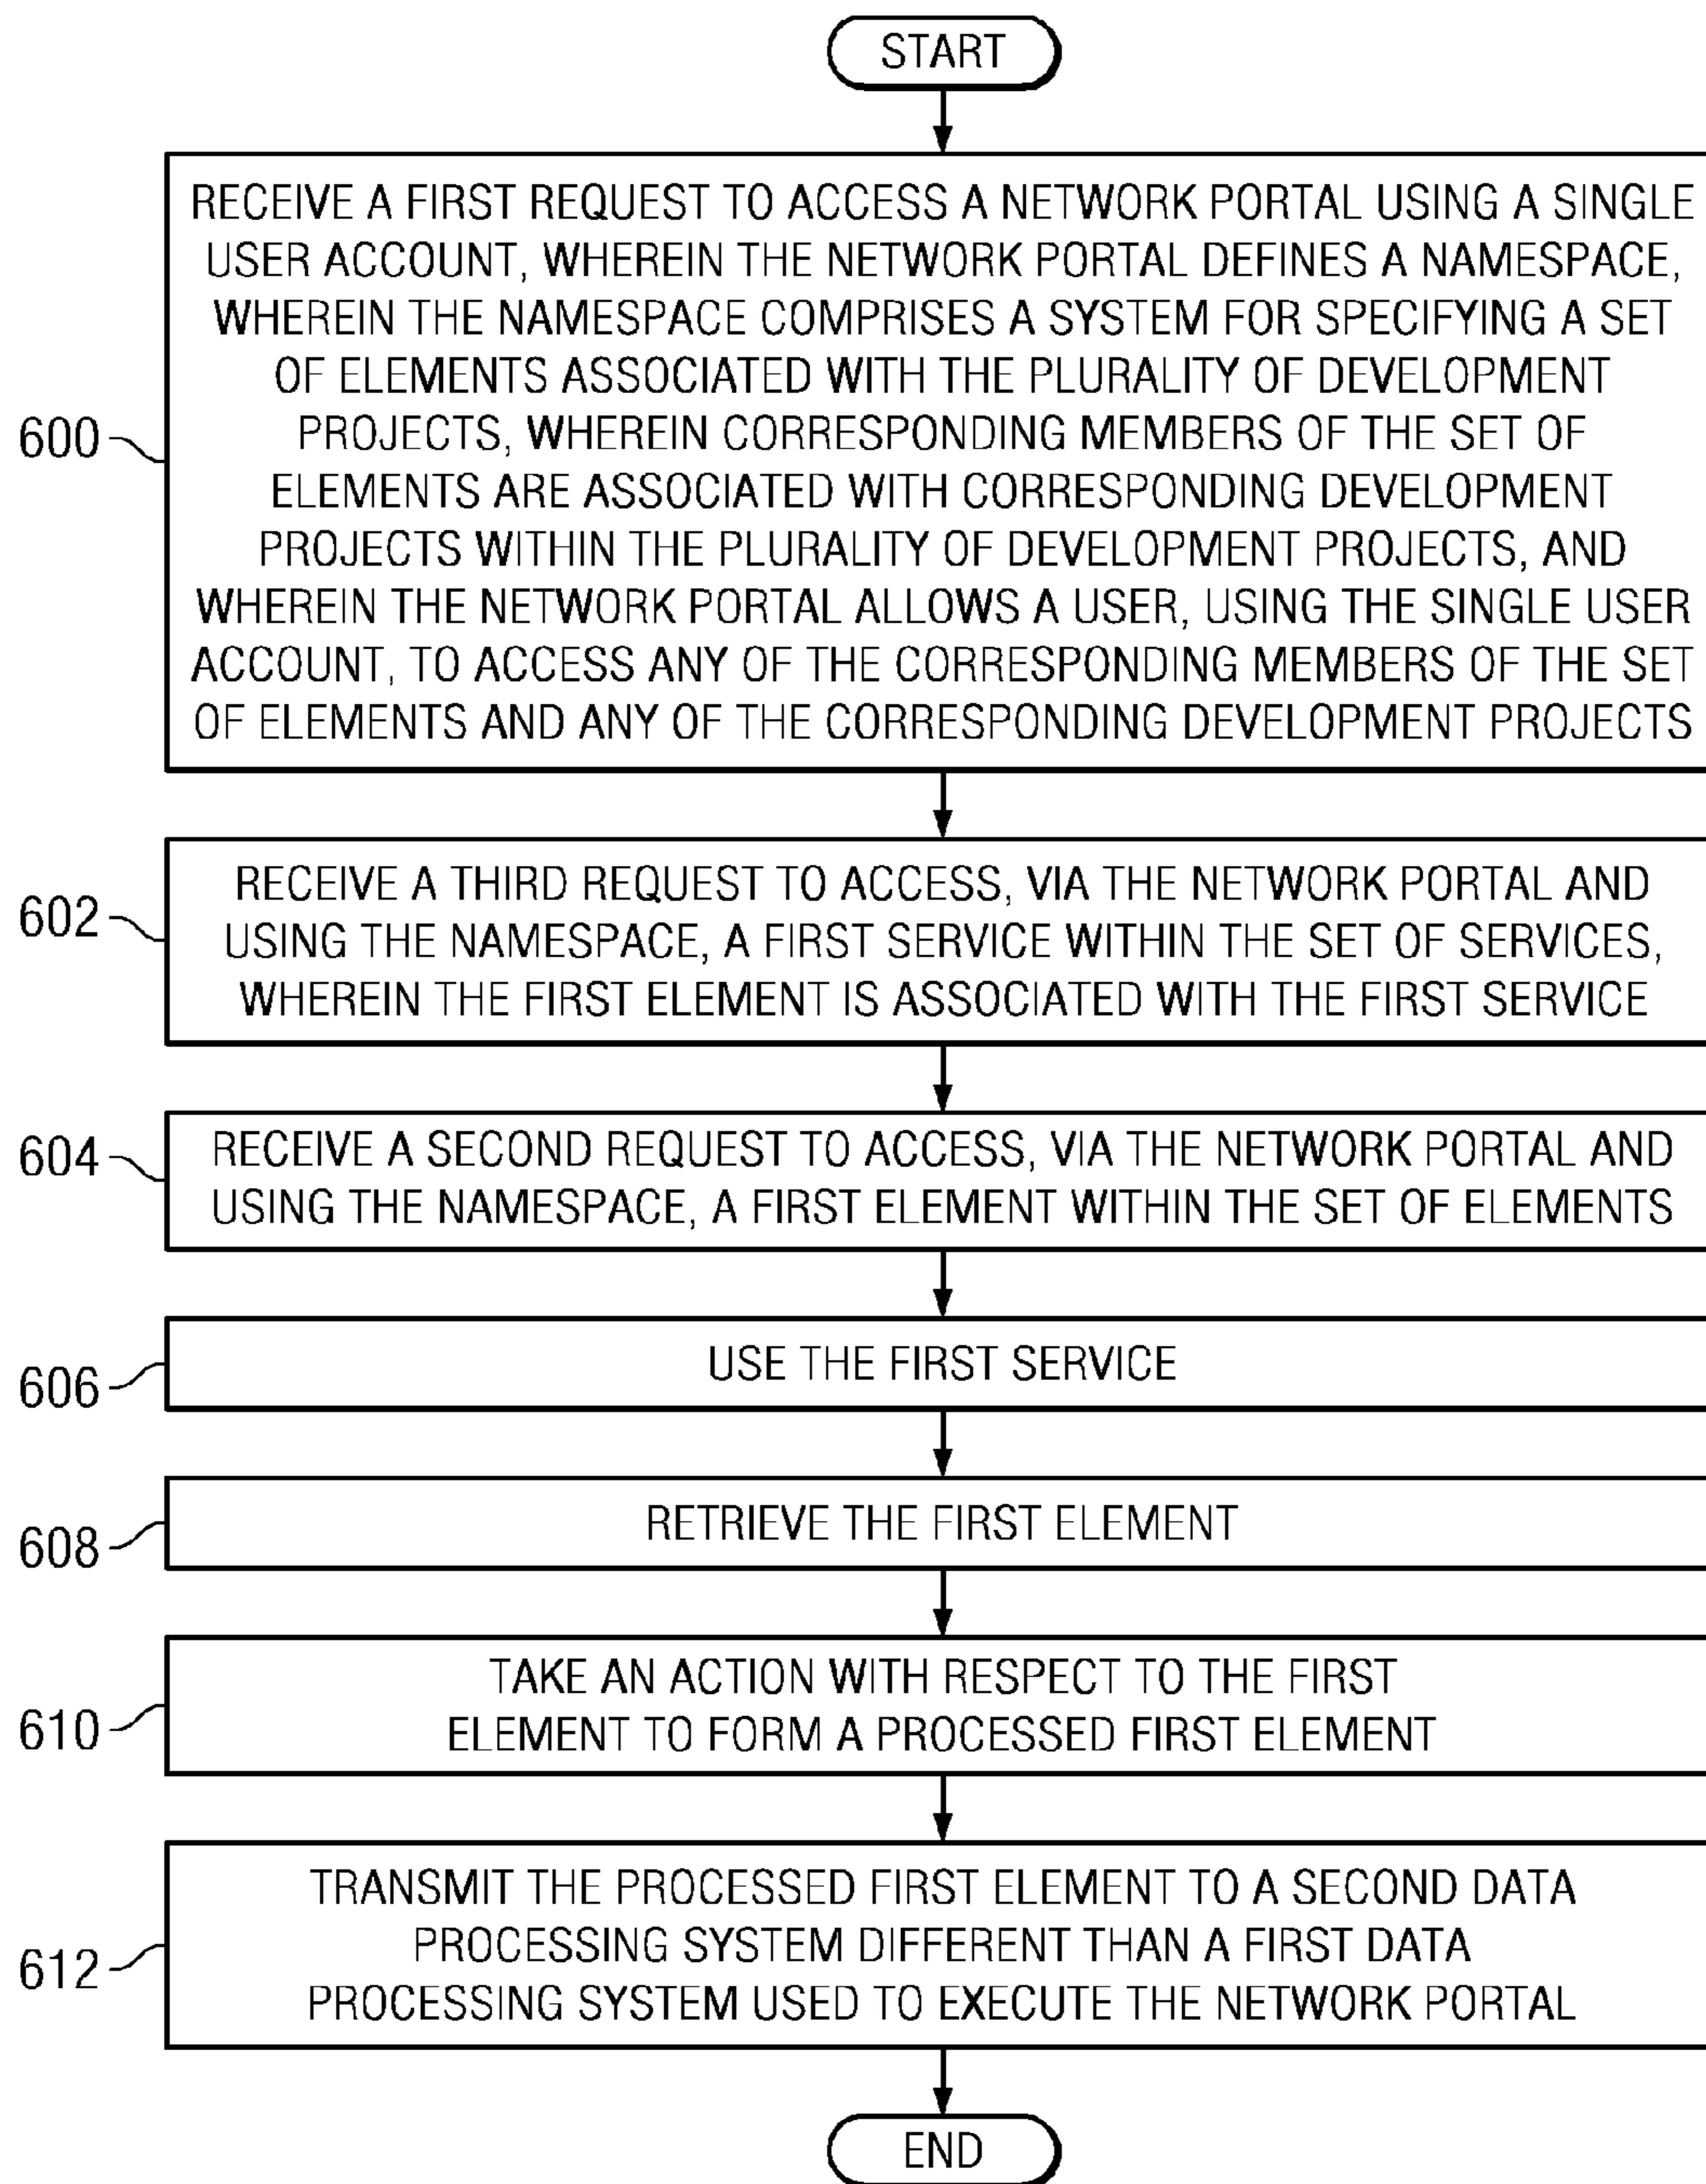 START
RECEIVE A FIRST REQUEST TO ACCESS A NETWORK PORTAL USING A SINGLE
USER ACCOUNT, WHEREIN THE NETWORK PORTAL DEFINES A NAMESPACE,
WHEREIN THE NAMESPACE COMPRISES A SYSTEM FOR SPECIFYING A SET
OF ELEMENTS ASSOCIATED WITH THE PLURALITY OF DEVELOPMENT
600
PROJECTS, WHEREIN CORRESPONDING MEMBERS OF THE SET OF
ELEMENTS ARE ASSOCIATED WITH CORRESPONDING DEVELOPMENT
PROJECTS WITHIN THE PLURALITY OF DEVELOPMENT PROJECTS, AND
WHEREIN THE NETWORK PORTAL ALLOWS A USER, USING THE SINGLE USER
ACCOUNT, TO ACCESS ANY OF THE CORRESPONDING MEMBERS OF THE SET
OF ELEMENTS AND ANY OF THE CORRESPONDING DEVELOPMENT PROJECTS
602
RECEIVE A THIRD REQUEST TO ACCESS, VIA THE NETWORK PORTAL AND
USING THE NAMESPACE, A FIRST SERVICE WITHIN THE SET OF SERVICES,
WHEREIN THE FIRST ELEMENT IS ASSOCIATED WITH THE FIRST SERVICE
604
RECEIVE A SECOND REQUEST TO ACCESS, VIA THE NETWORK PORTAL AND
USING THE NAMESPACE, A FIRST ELEMENT WITHIN THE SET OF ELEMENTS
606
USE THE FIRST SERVICE
608
RETRIEVE THE FIRST ELEMENT
610
TAKE AN ACTION WITH RESPECT TO THE FIRST
ELEMENT TO FORM A PROCESSED FIRST ELEMENT
612
TRANSMIT THE PROCESSED FIRST ELEMENT TO A SECOND DATA
PROCESSING SYSTEM DIFFERENT THAN A FIRST DATA
PROCESSING SYSTEM USED TO EXECUTE THE NETWORK PORTAL
END